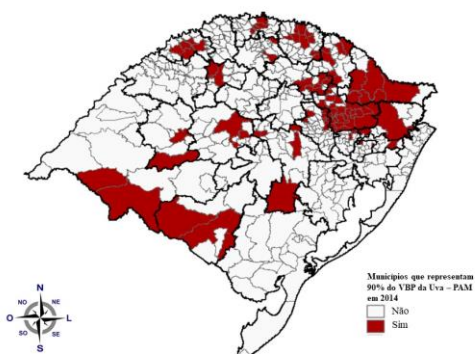 N
NO
NE
O
L
SO
SE
S
Municípios que representam
90% do VBP da Uva – PAM
em 2014
Não
Sim